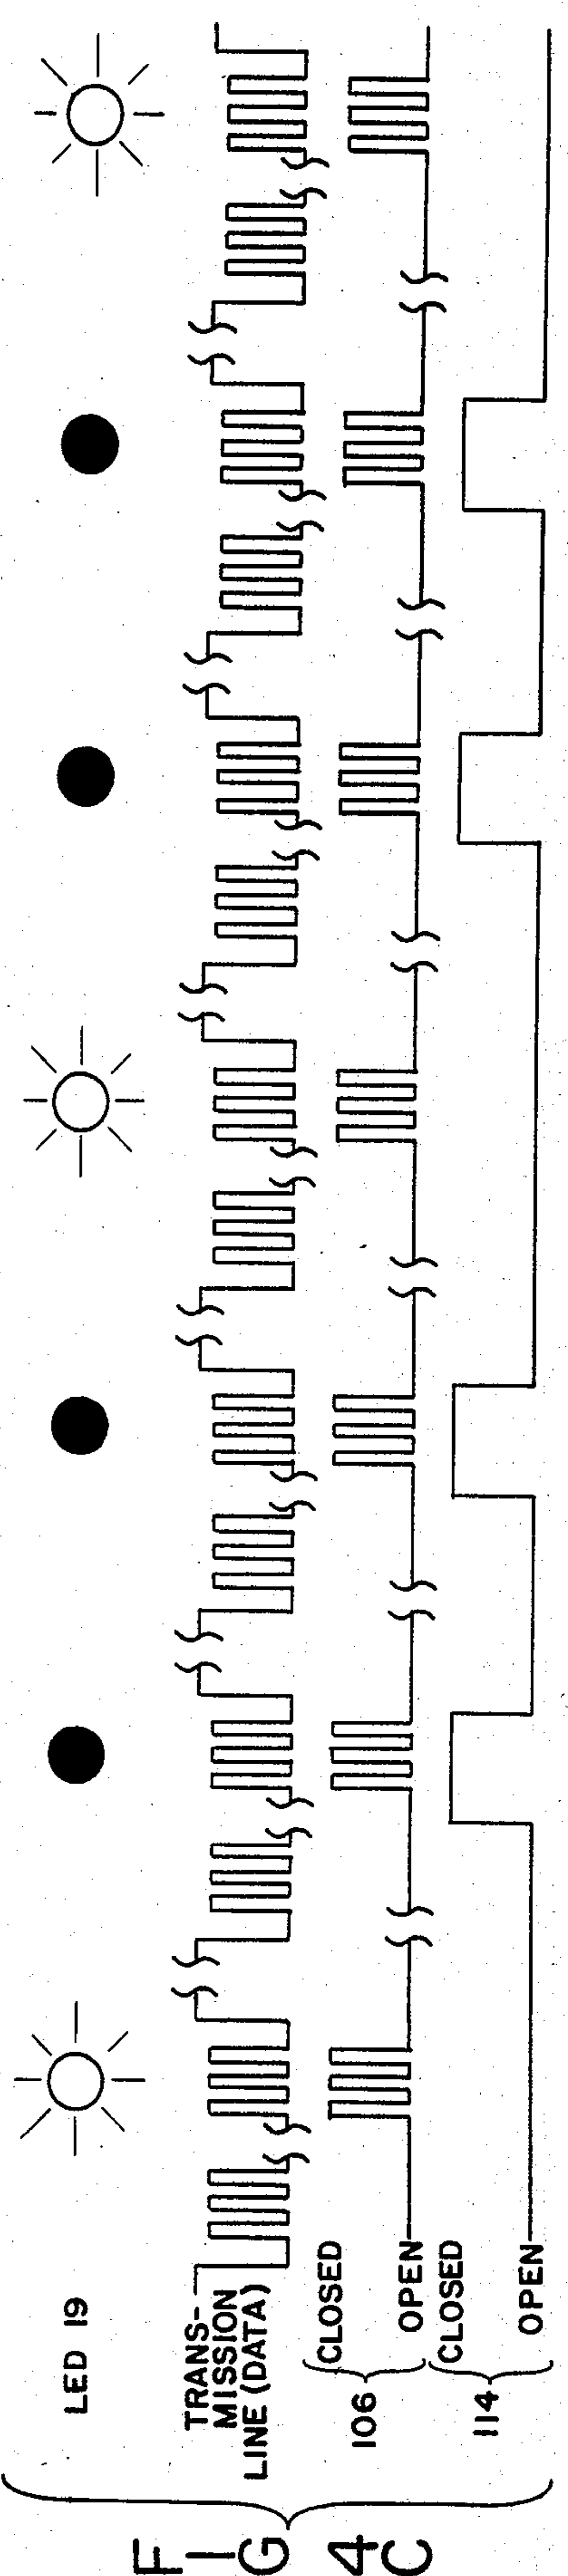 FIG 4C
LED 19
TRANS-
MISSION
LINE (DATA)
106
CLOSED
OPEN
114
CLOSED
OPEN